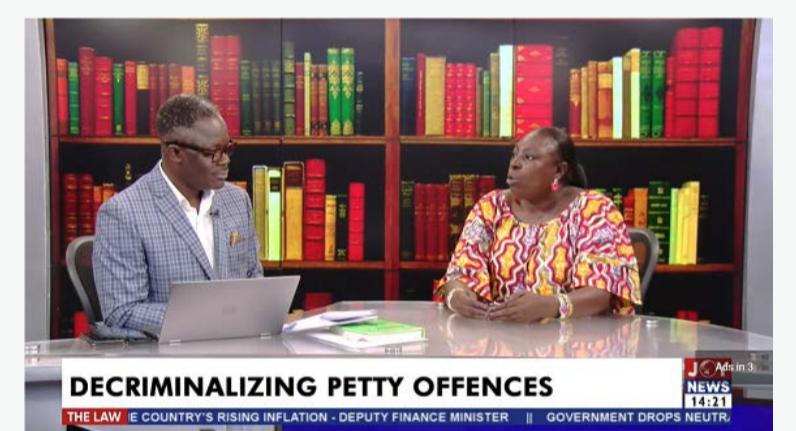 DECRIMINALIZING PETTY OFFENCES
Ads in 3
NEWS
14:21
THE LAW
E COUNTRY'S RISING INFLATION - DEPUTY FINANCE MINISTER || GOVERNMENT DROPS NEUTR